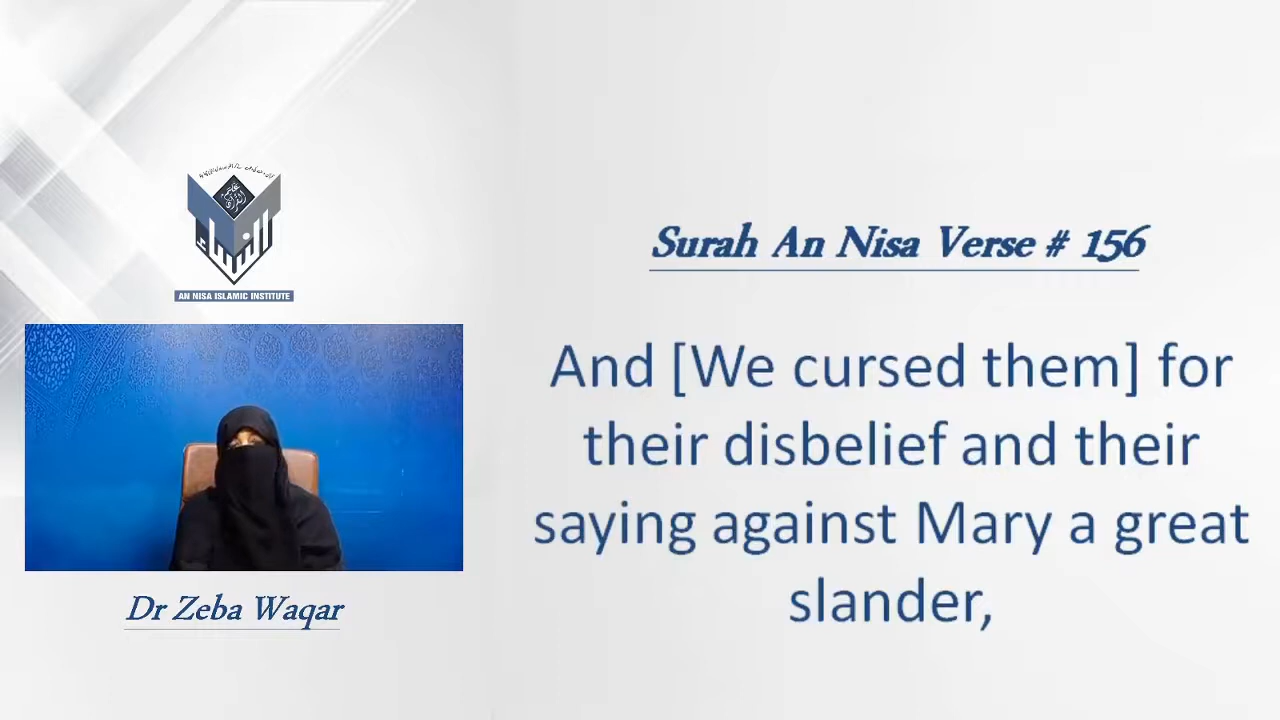 النساء
AN NISA ISLAMIC INSTITUTE
Dr Zeba Waqar
Surah An Nisa Verse # 156
And [We cursed them] for
their disbelief and their
saying against Mary a great
slander,